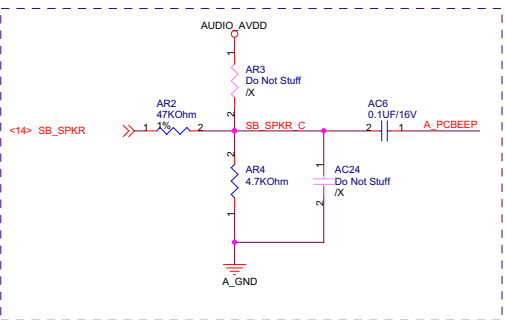 AUDIO_AVDD
1
AR3
Do Not Stuff
/X
2
AR2
47KOhm
1%
AC6
0.1UF/16V
<14> SB_SPKR
1
2
SB_SPKR_C
2
1
A_PCBEEP
2
AR4
4.7KOhm
1
1
AC24
Do Not Stuff
/X
2
A_GND